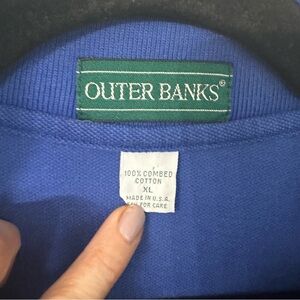 OUTER BANKS®
100% COMBED
COTTON
XL
MADE IN U.S.A.
FOR CARE